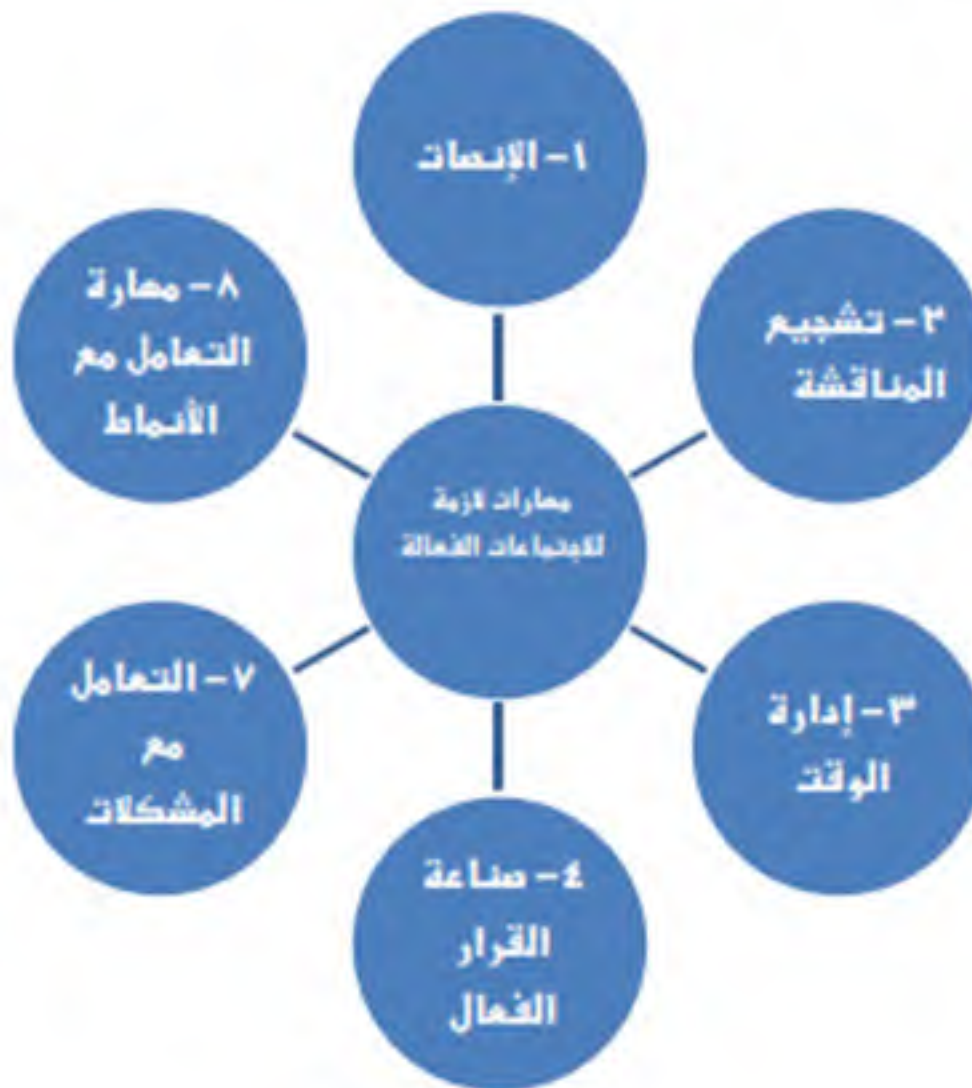 ١- الإنصات
٢- تشجيع
المناقشة
٣- إدارة
الوقت
٤- صناعة
القرار
الفعال
٧- التعامل
مع
المشكلات
٨- مهارة
التعامل مع
الأنماط
مهارات لازمة
للاجتماعات الفعالة